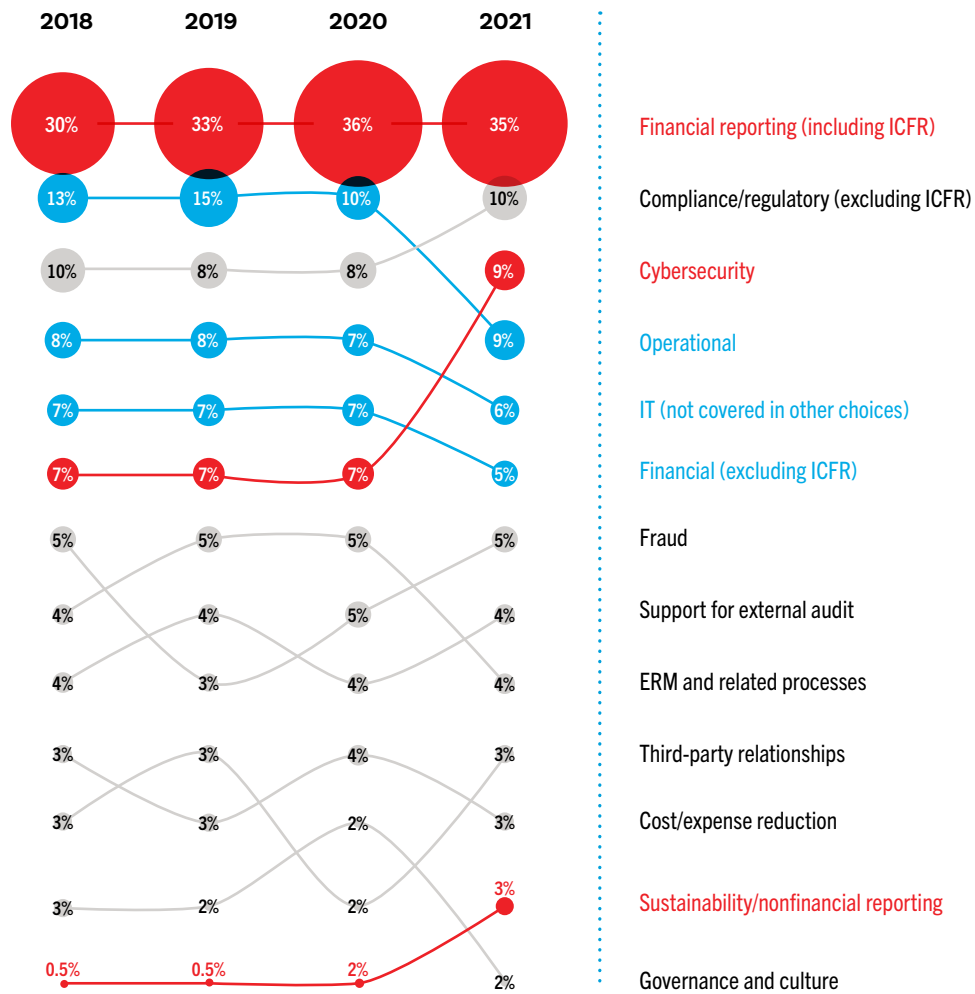 2018 2019 2020 2021
30% 33% 36% 35% Financial reporting (including ICFR)
13% 15% 10% 10% Compliance/regulatory (excluding ICFR)
10% 8% 8% 9% Cybersecurity
8% 8% 7% 9% Operational
7% 7% 7% 6% IT (not covered in other choices)
7% 7% 7% 5% Financial (excluding ICFR)
5% 5% 5% 5% Fraud
4% 4% 5% 4% Support for external audit
4% 3% 4% 4% ERM and related processes
3% 3% 4% 3% Third-party relationships
3% 3% 2% 3% Cost/expense reduction
3% 2% 2% 3% Sustainability/nonfinancial reporting
0.5% 0.5% 2% 2% Governance and culture